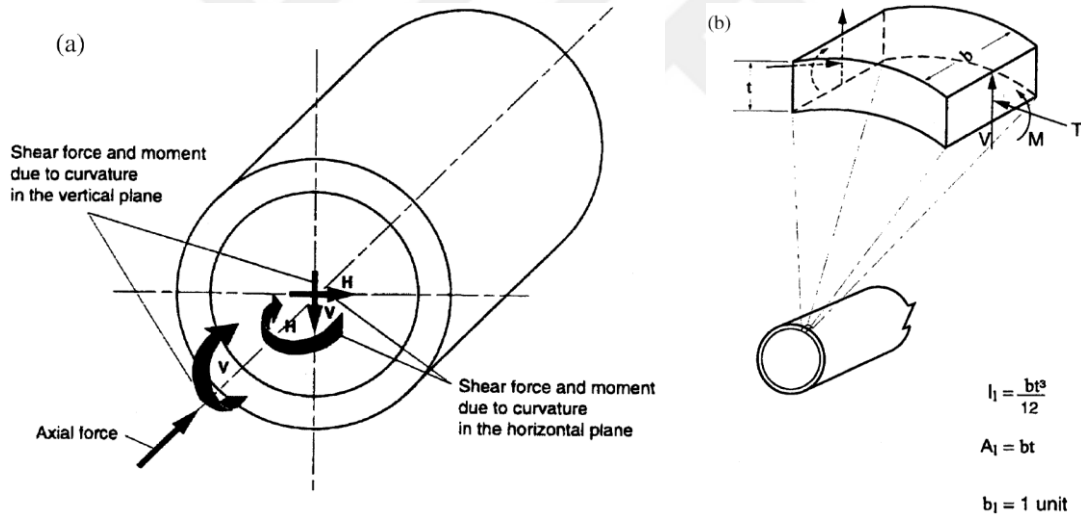 (a)
Shear force and moment
due to curvature
in the vertical plane
H
V
H
V
Axial force
Shear force and moment
due to curvature
in the horizontal plane
(b)
b
t
V
M
T
I₁ = bt³
12
A₁ = bt
b₁ = 1 unit